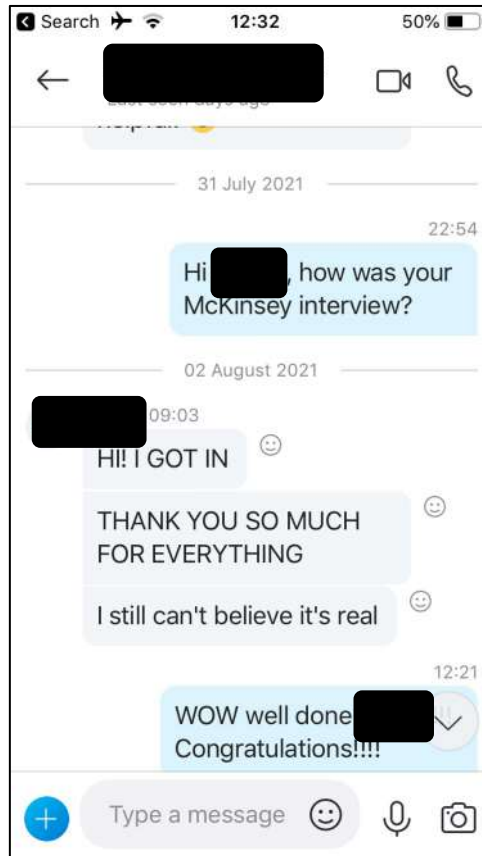 Search 12:32 50%
31 July 2021
22:54
Hi , how was your
McKinsey interview?
02 August 2021
09:03
HI! I GOT IN
THANK YOU SO MUCH
FOR EVERYTHING
I still can't believe it's real
12:21
WOW well done
Congratulations!!!!
Type a message